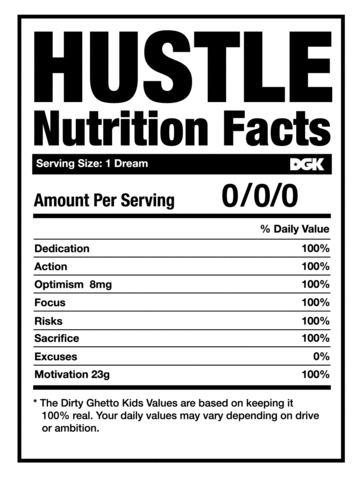 HUSTLE
Nutrition Facts
Serving Size: 1 Dream DGK
Amount Per Serving 0/0/0
% Daily Value
Dedication 100%
Action 100%
Optimism 8mg 100%
Focus 100%
Risks 100%
Sacrifice 100%
Excuses 0%
Motivation 23g 100%
* The Dirty Ghetto Kids Values are based on keeping it
100% real. Your daily values may vary depending on drive
or ambition.